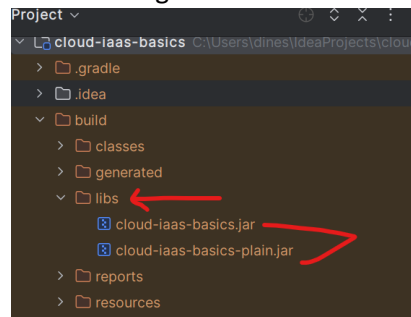 Project
cloud-iaas-basics C:\Users\dines\IdeaProjects\clou
.gradle
.idea
build
classes
generated
libs
cloud-iaas-basics.jar
cloud-iaas-basics-plain.jar
reports
resources